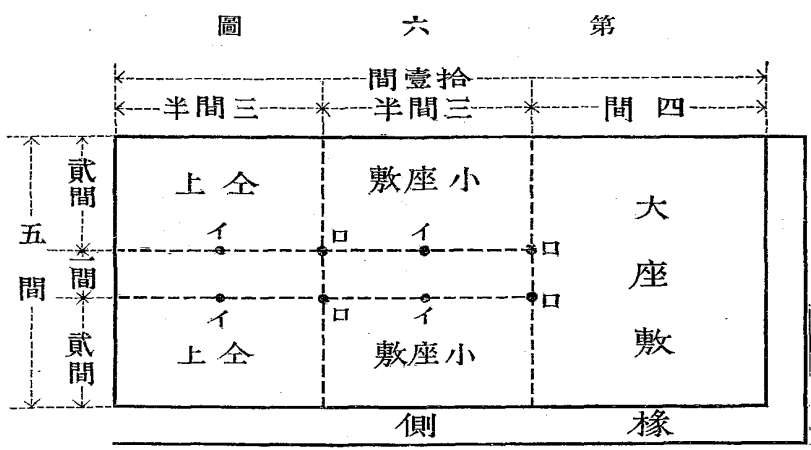 第六圖
拾壹間
四間
三間半
三間半
五間
貳間
一間
貳間
大座敷
小座敷
仝上
イ
ロ
イ
ロ
イ
ロ
イ
ロ
小座敷
仝上
椽側